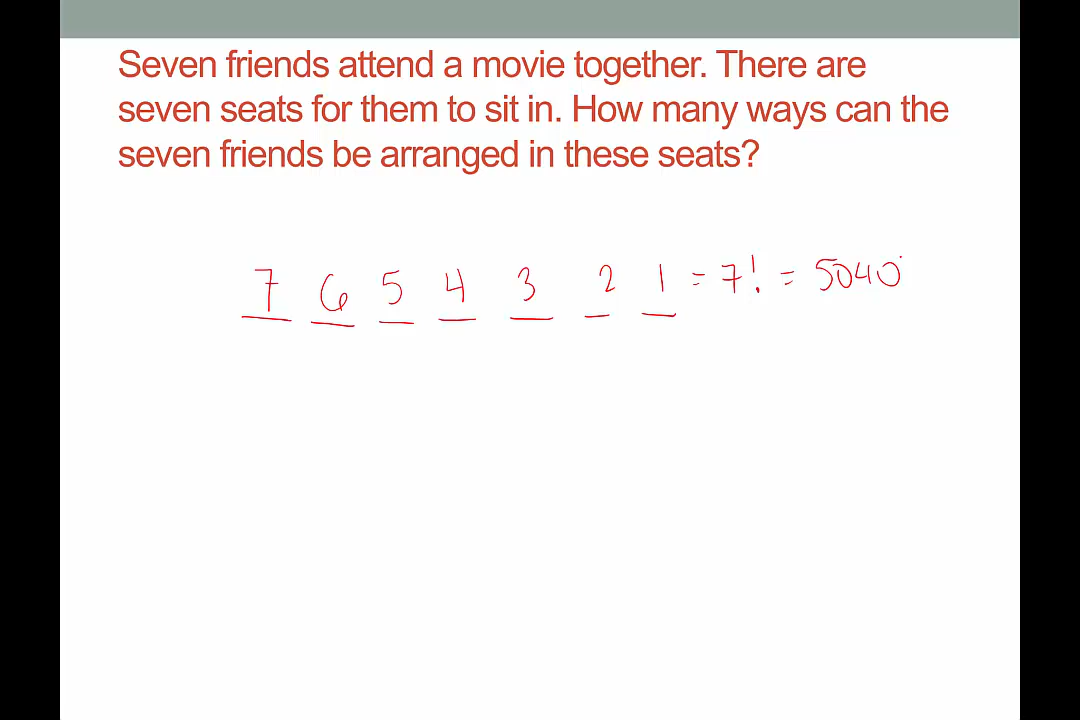 Seven friends attend a movie together. There are
seven seats for them to sit in. How many ways can the
seven friends be arranged in these seats?
7 6 5 4 3 2 1 = 7! = 5040